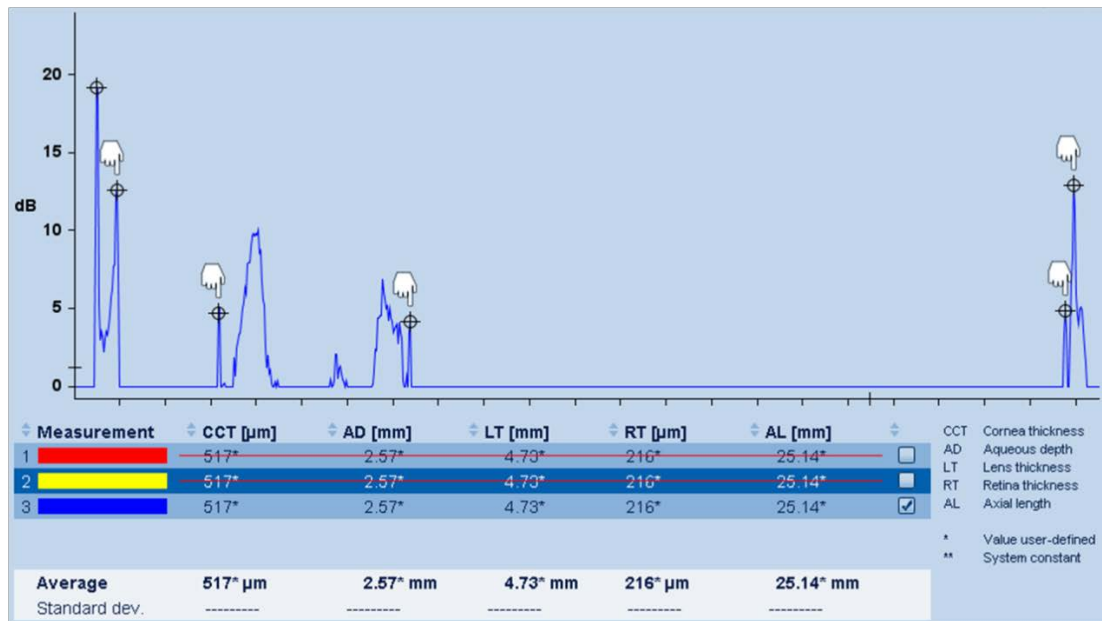 20
15
dB
10
5
0
Measurement CCT [µm] AD [mm] LT [mm] RT [µm] AL [mm]
1 517* 2.57* 4.73* 216* 25.14*
2 517* 2.57* 4.73* 216* 25.14*
3 517* 2.57* 4.73* 216* 25.14*
Average 517* µm 2.57* mm 4.73* mm 216* µm 25.14* mm
Standard dev. --------- --------- --------- --------- ---------
CCT Cornea thickness
AD Aqueous depth
LT Lens thickness
RT Retina thickness
AL Axial length
* Value user-defined
** System constant